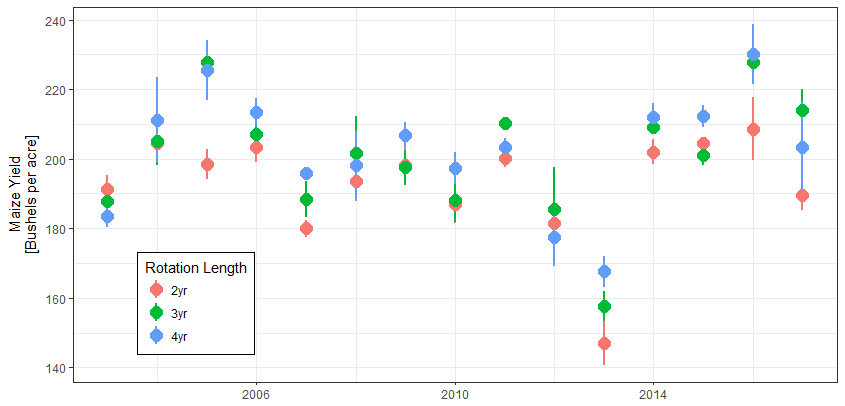 240
220
200
180
160
140
Maize Yield
[Bushels per acre]
Rotation Length
2yr
3yr
4yr
2006
2010
2014